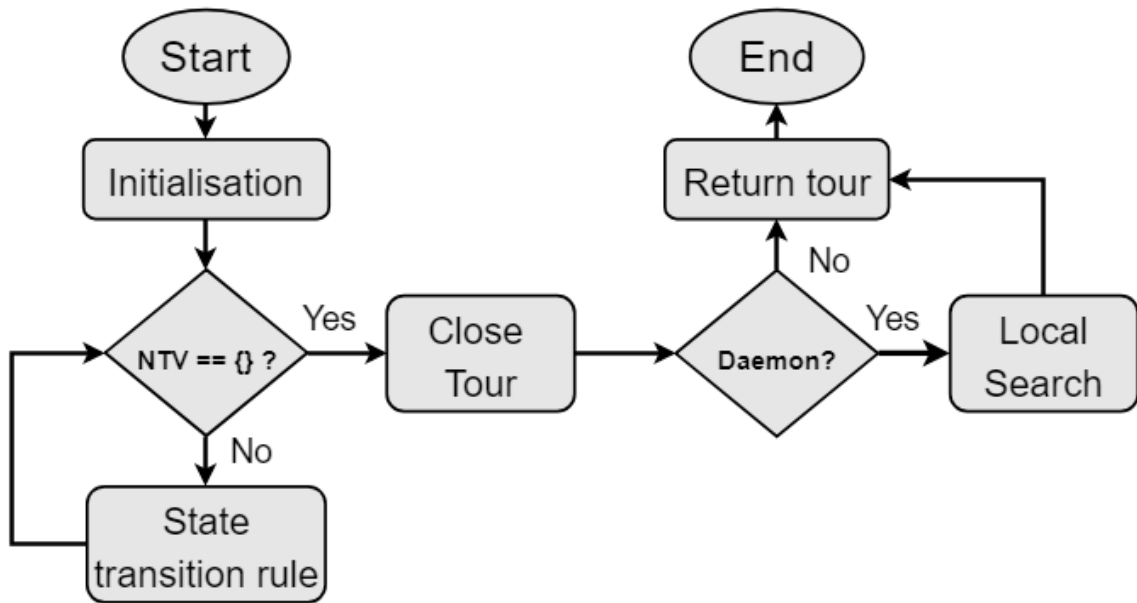 Start
Initialisation
NTV == {} ?
Yes
No
State
transition rule
Close
Tour
Daemon?
Yes
No
Local
Search
Return tour
End